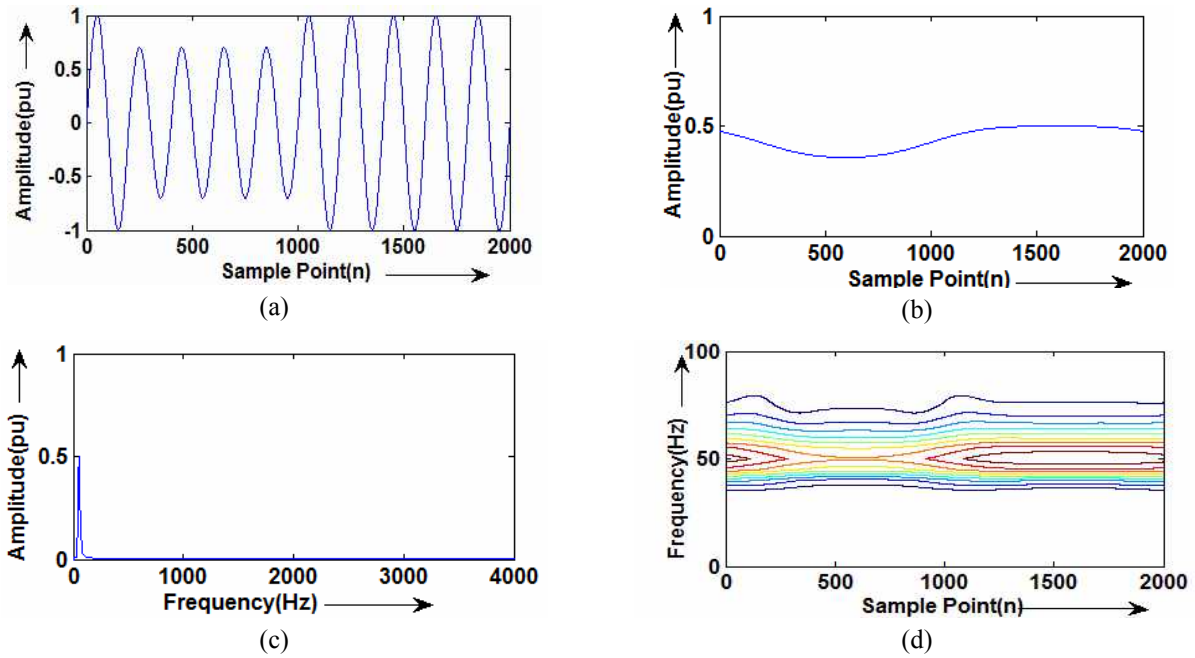 Amplitude(pu)
1
0.5
0
-0.5
-1
0 500 1000 1500 2000
Sample Point(n)
(a)
Amplitude(pu)
1
0.5
0
0 500 1000 1500 2000
Sample Point(n)
(b)
Amplitude(pu)
1
0.5
0
0 1000 2000 3000 4000
Frequency(Hz)
(c)
Frequency(Hz)
100
50
0
0 500 1000 1500 2000
Sample Point(n)
(d)